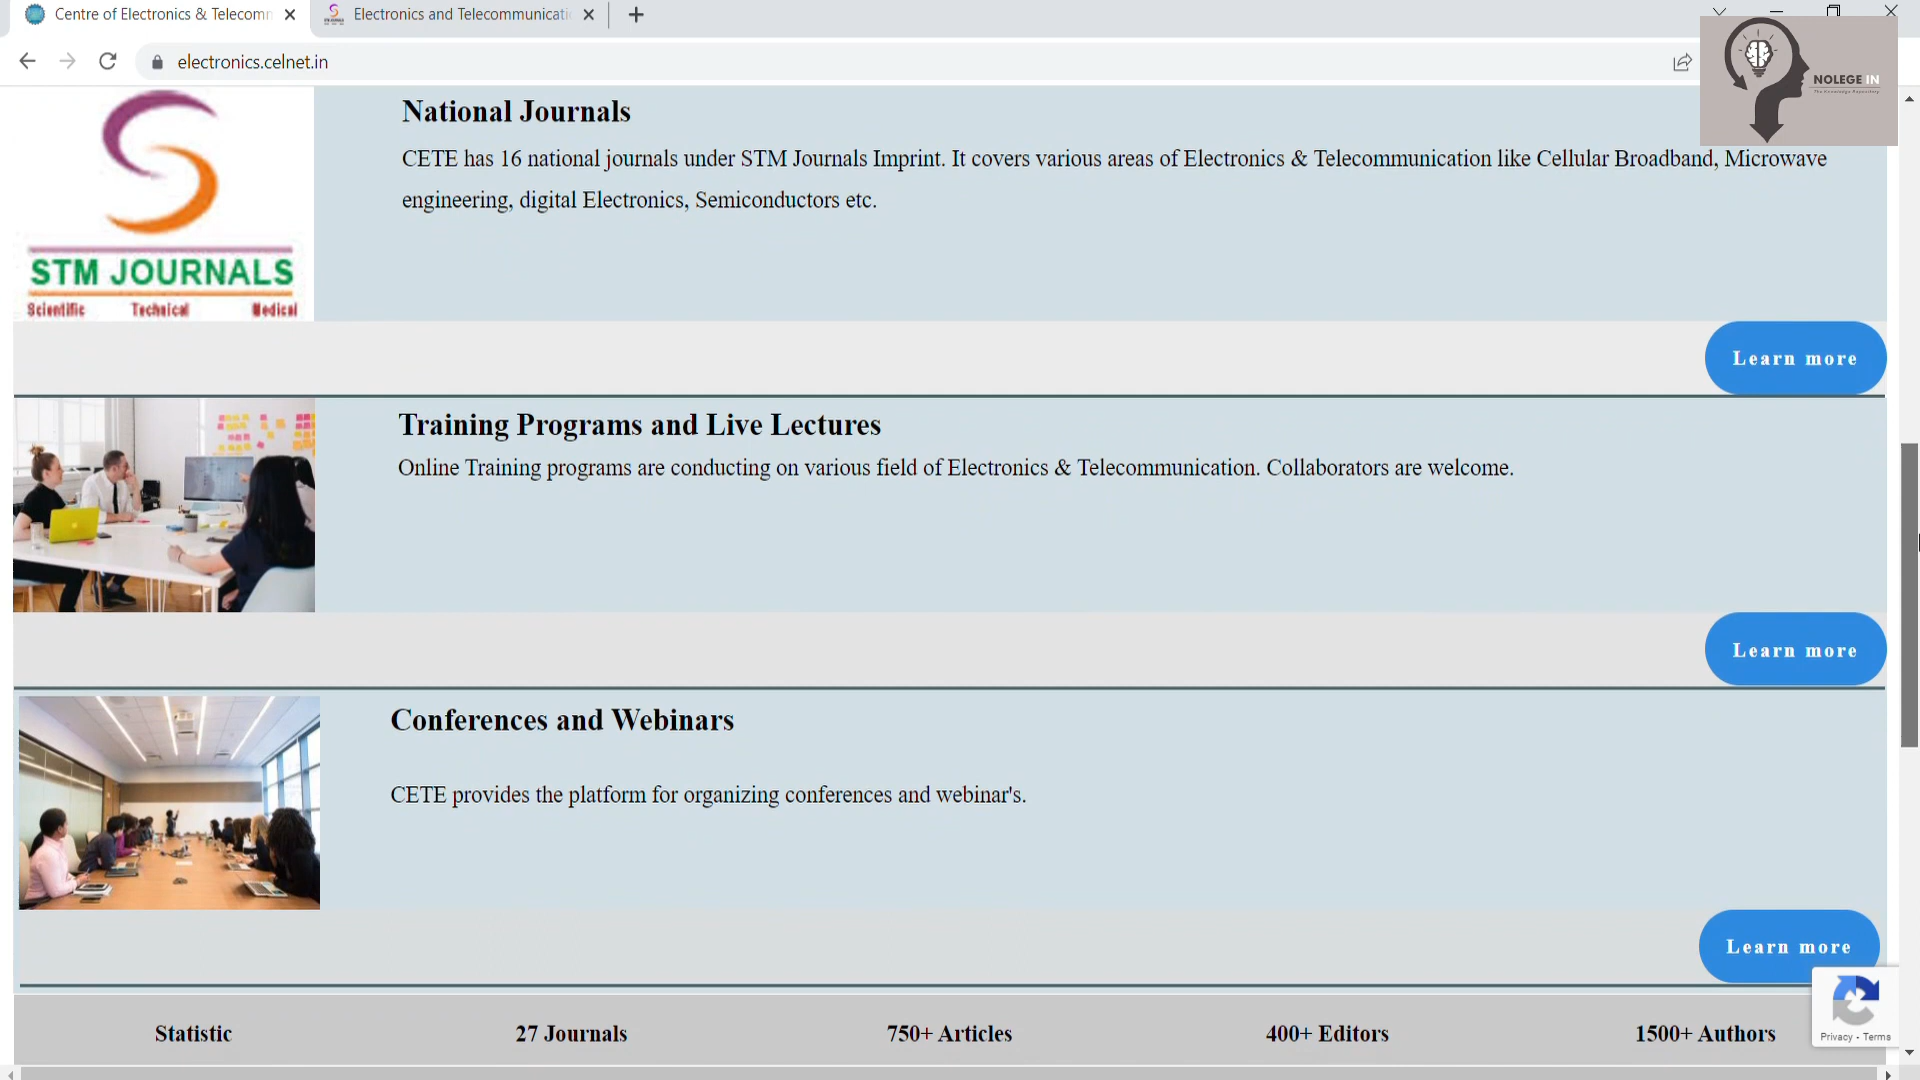 Centre of Electronics & Telecomm
Electronics and Telecommunicati
electronics.celnet.in
NOLEGE IN
The Knowledge Repository
National Journals
CETE has 16 national journals under STM Journals Imprint. It covers various areas of Electronics & Telecommunication like Cellular Broadband, Microwave
engineering, digital Electronics, Semiconductors etc.
STM JOURNALS
Scientific Technical Medical
Learn more
Training Programs and Live Lectures
Online Training programs are conducting on various field of Electronics & Telecommunication. Collaborators are welcome.
Learn more
Conferences and Webinars
CETE provides the platform for organizing conferences and webinar's.
Learn more
Statistic 27 Journals 750+ Articles 400+ Editors 1500+ Authors
Privacy - Terms